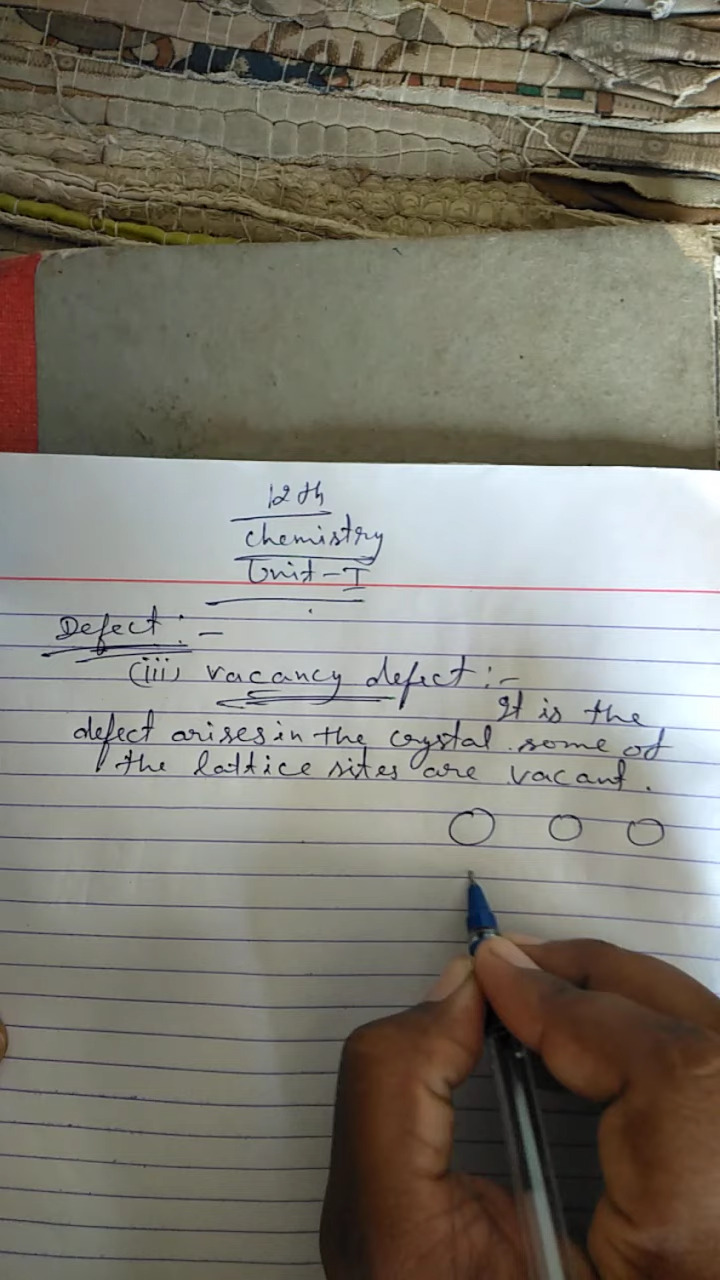 12th
chemistry
Unit-I
Defect:-
(iii) vacancy defect:-
It is the
defect arises in the crystal some of
the lattice sites are vacant.